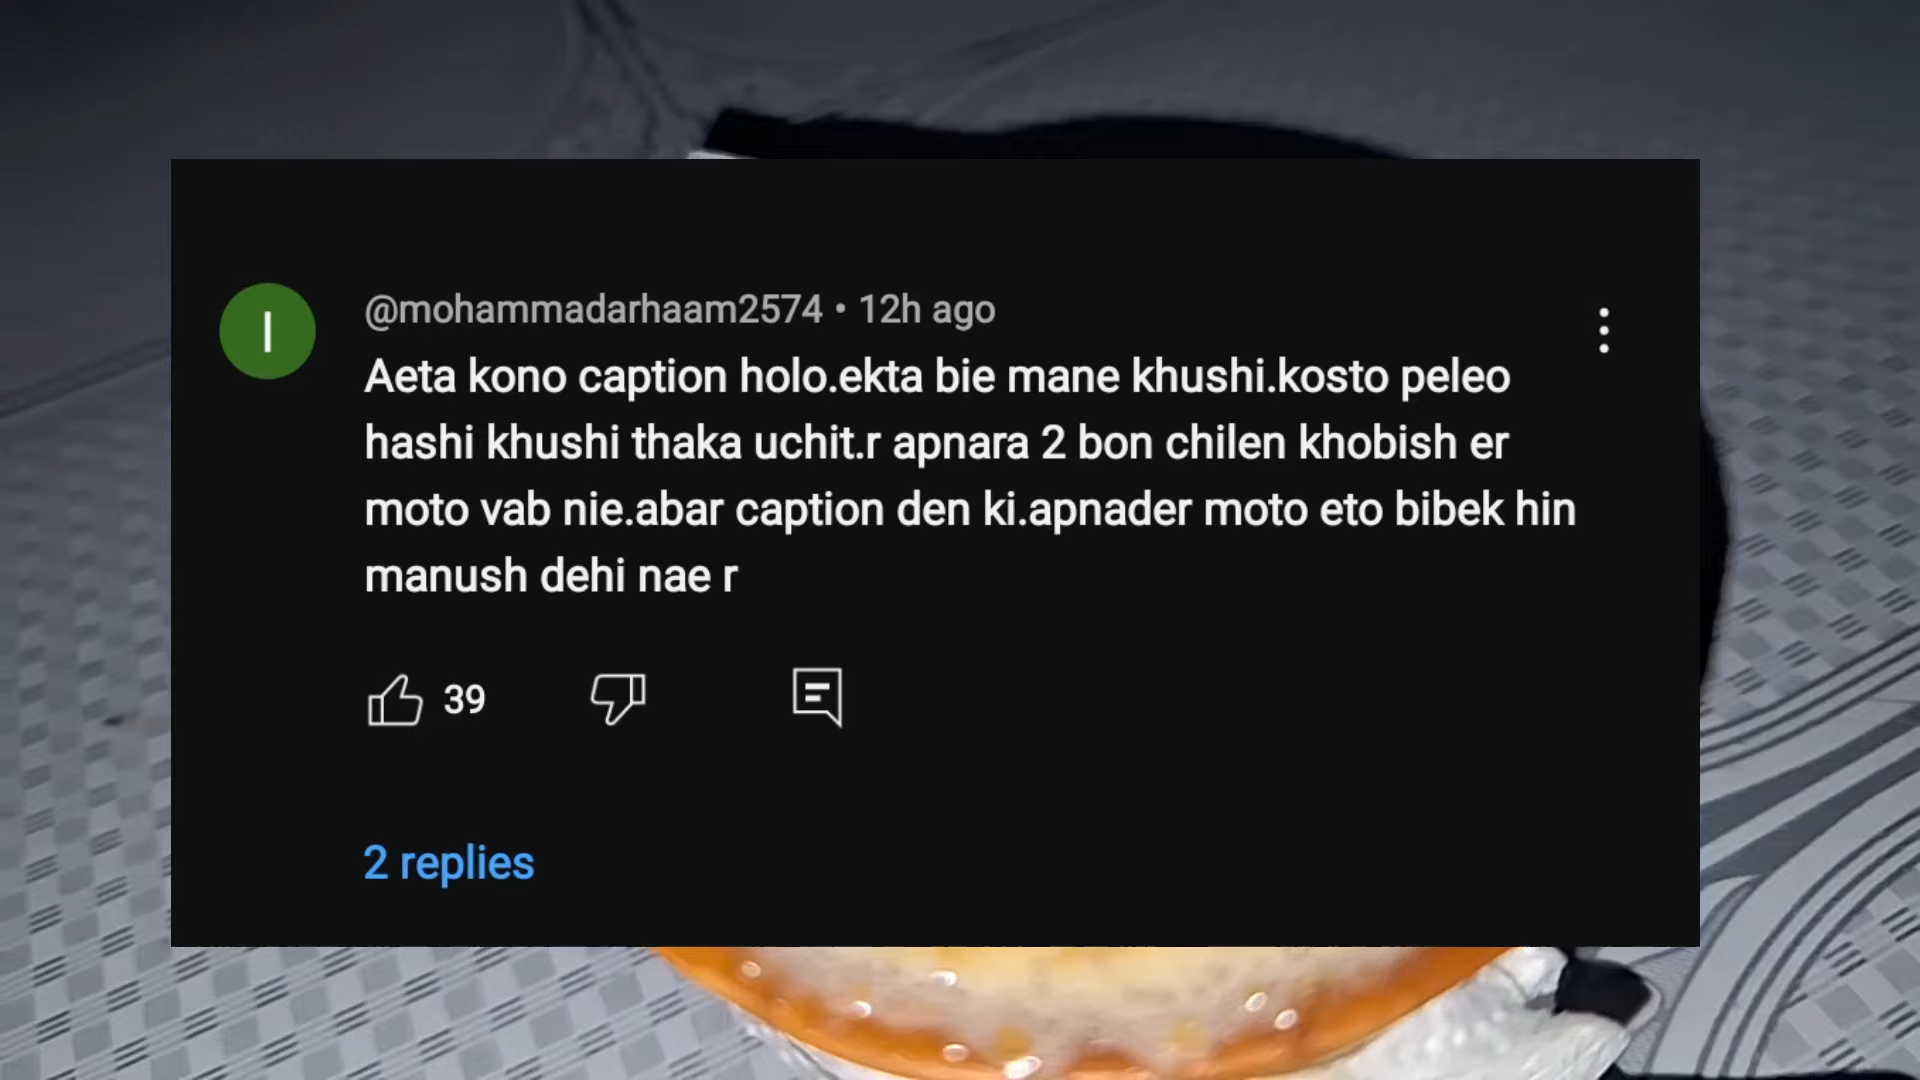 @mohammadarhaam2574 • 12h ago
Aeta kono caption holo.ekta bie mane khushi.kosto peleo
hashi khushi thaka uchit.r apnara 2 bon chilen khobish er
moto vab nie.abar caption den ki.apnader moto eto bibek hin
manush dehi nae r
39
2 replies